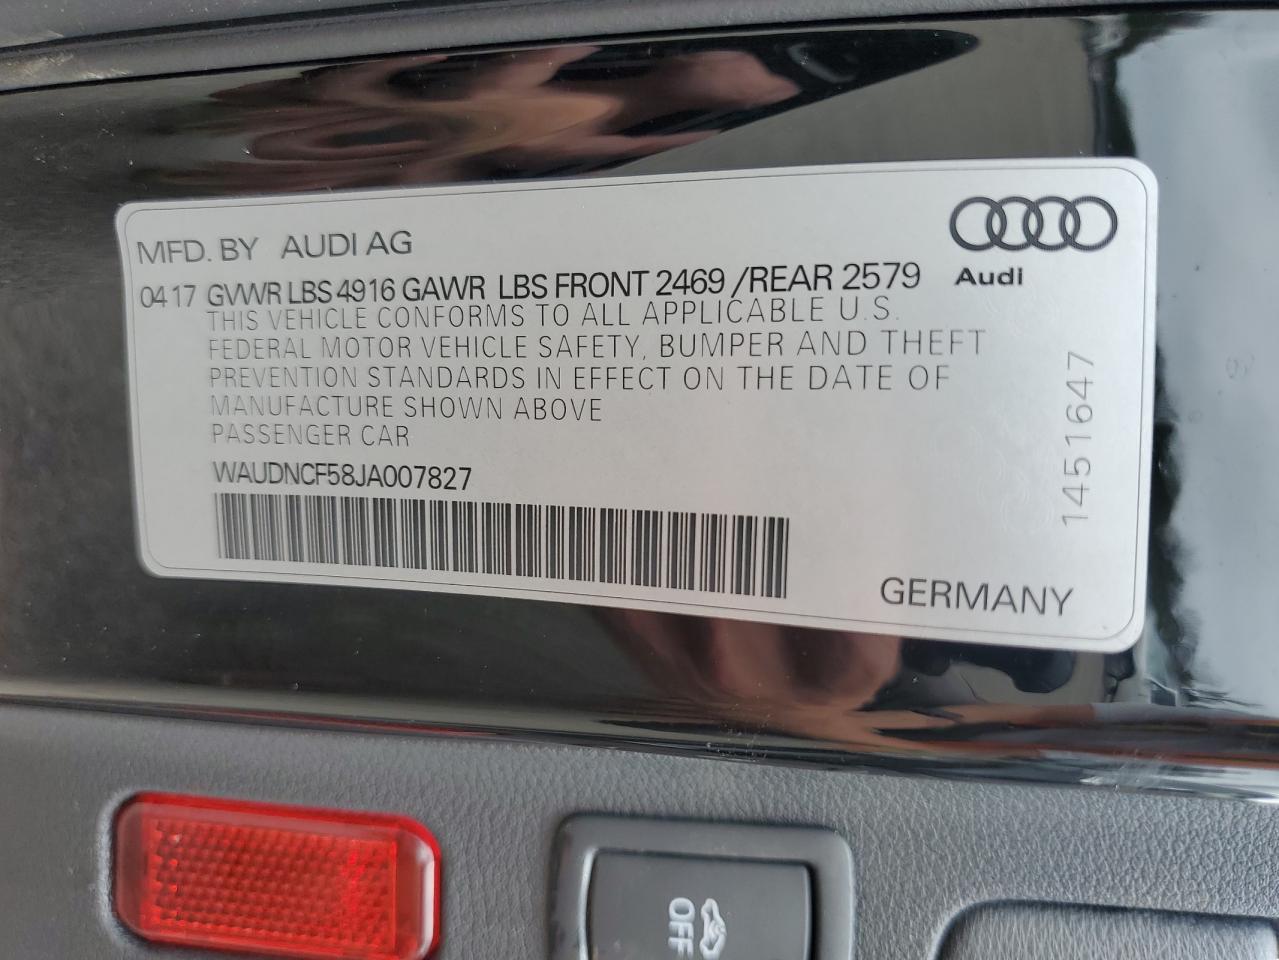 MFD. BY AUDI AG
Audi
04 17 GVWR LBS 4916 GAWR LBS FRONT 2469 /REAR 2579
THIS VEHICLE CONFORMS TO ALL APPLICABLE U.S.
FEDERAL MOTOR VEHICLE SAFETY, BUMPER AND THEFT
PREVENTION STANDARDS IN EFFECT ON THE DATE OF
MANUFACTURE SHOWN ABOVE
PASSENGER CAR
WAUDNCF58JA007827
1451647
GERMANY
OFF